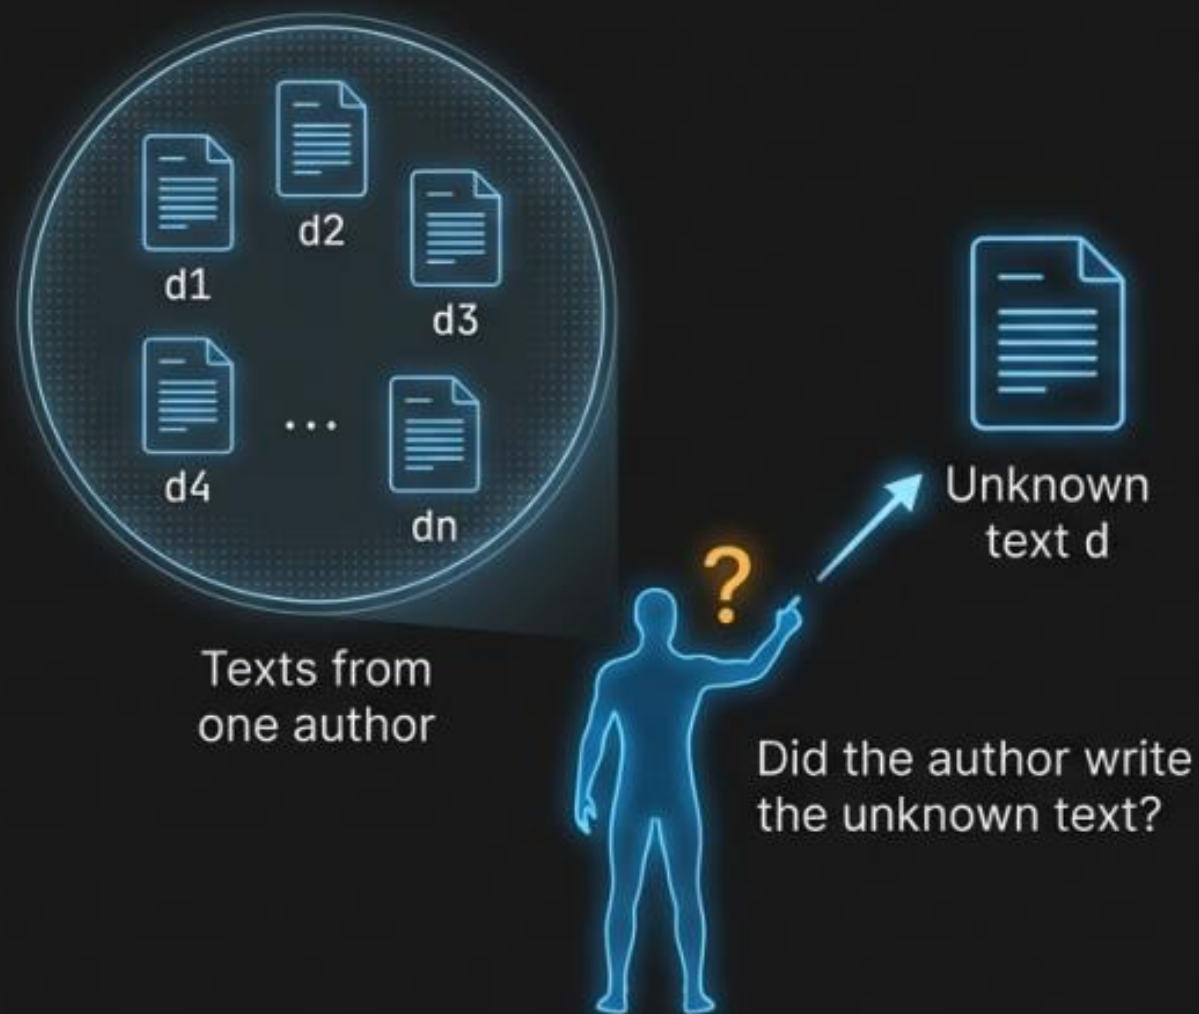 d1
d2
d3
d4
...
dn
Texts from
one author
?
Unknown
text d
Did the author write
the unknown text?